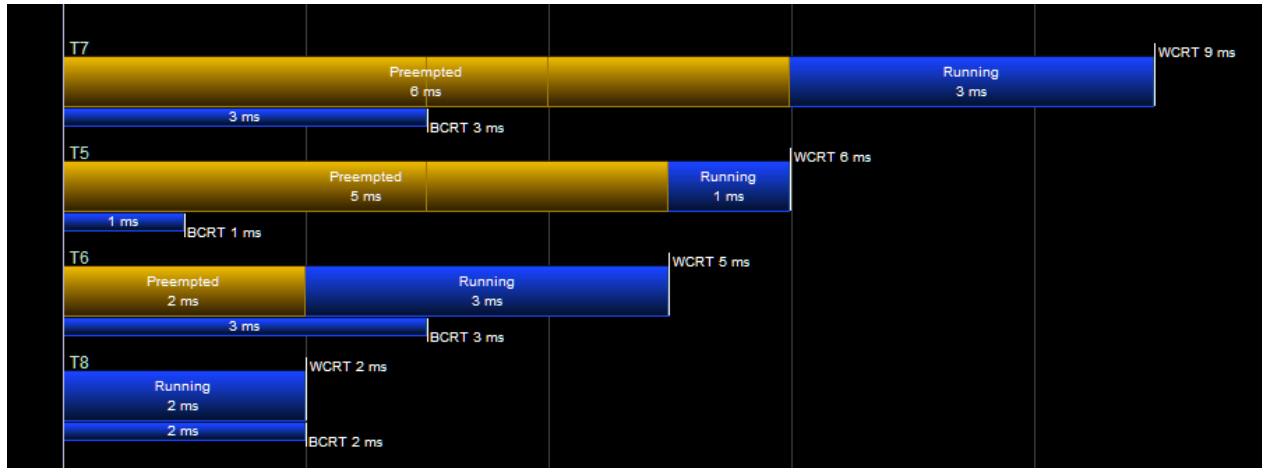 T7
WCRT 9 ms
Preempted
6 ms
Running
3 ms
3 ms
BCRT 3 ms
T5
WCRT 6 ms
Preempted
5 ms
Running
1 ms
1 ms
BCRT 1 ms
T6
WCRT 5 ms
Preempted
2 ms
Running
3 ms
3 ms
BCRT 3 ms
T8
WCRT 2 ms
Running
2 ms
2 ms
BCRT 2 ms